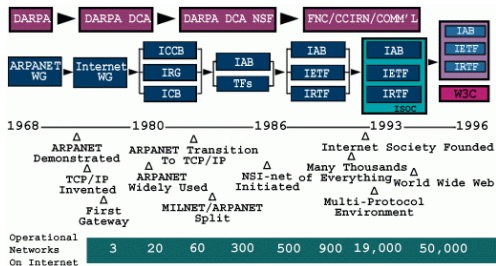 DARPA
DARPA DCA
DARPA DCA NSF
FNC/CCIRN/COMM'L
ARPANET
WG
Internet
WG
ICCB
IRG
ICB
IAB
TFs
IAB
IETF
IRTF
IAB
IETF
IRTF
ISOC
IAB
IETF
IRTF
W3C
1968
1980
1986
1993
1996
ARPANET
Demonstrated
TCP/IP
Invented
First
Gateway
ARPANET Transition
To TCP/IP
ARPANET
Widely Used
MILNET/ARPANET
Split
NSI-net
Initiated
Internet Society Founded
Many Thousands
of Everything
World Wide Web
Multi-Protocol
Environment
Operational
Networks
On Internet
3 20 60 300 500 900 19,000 50,000